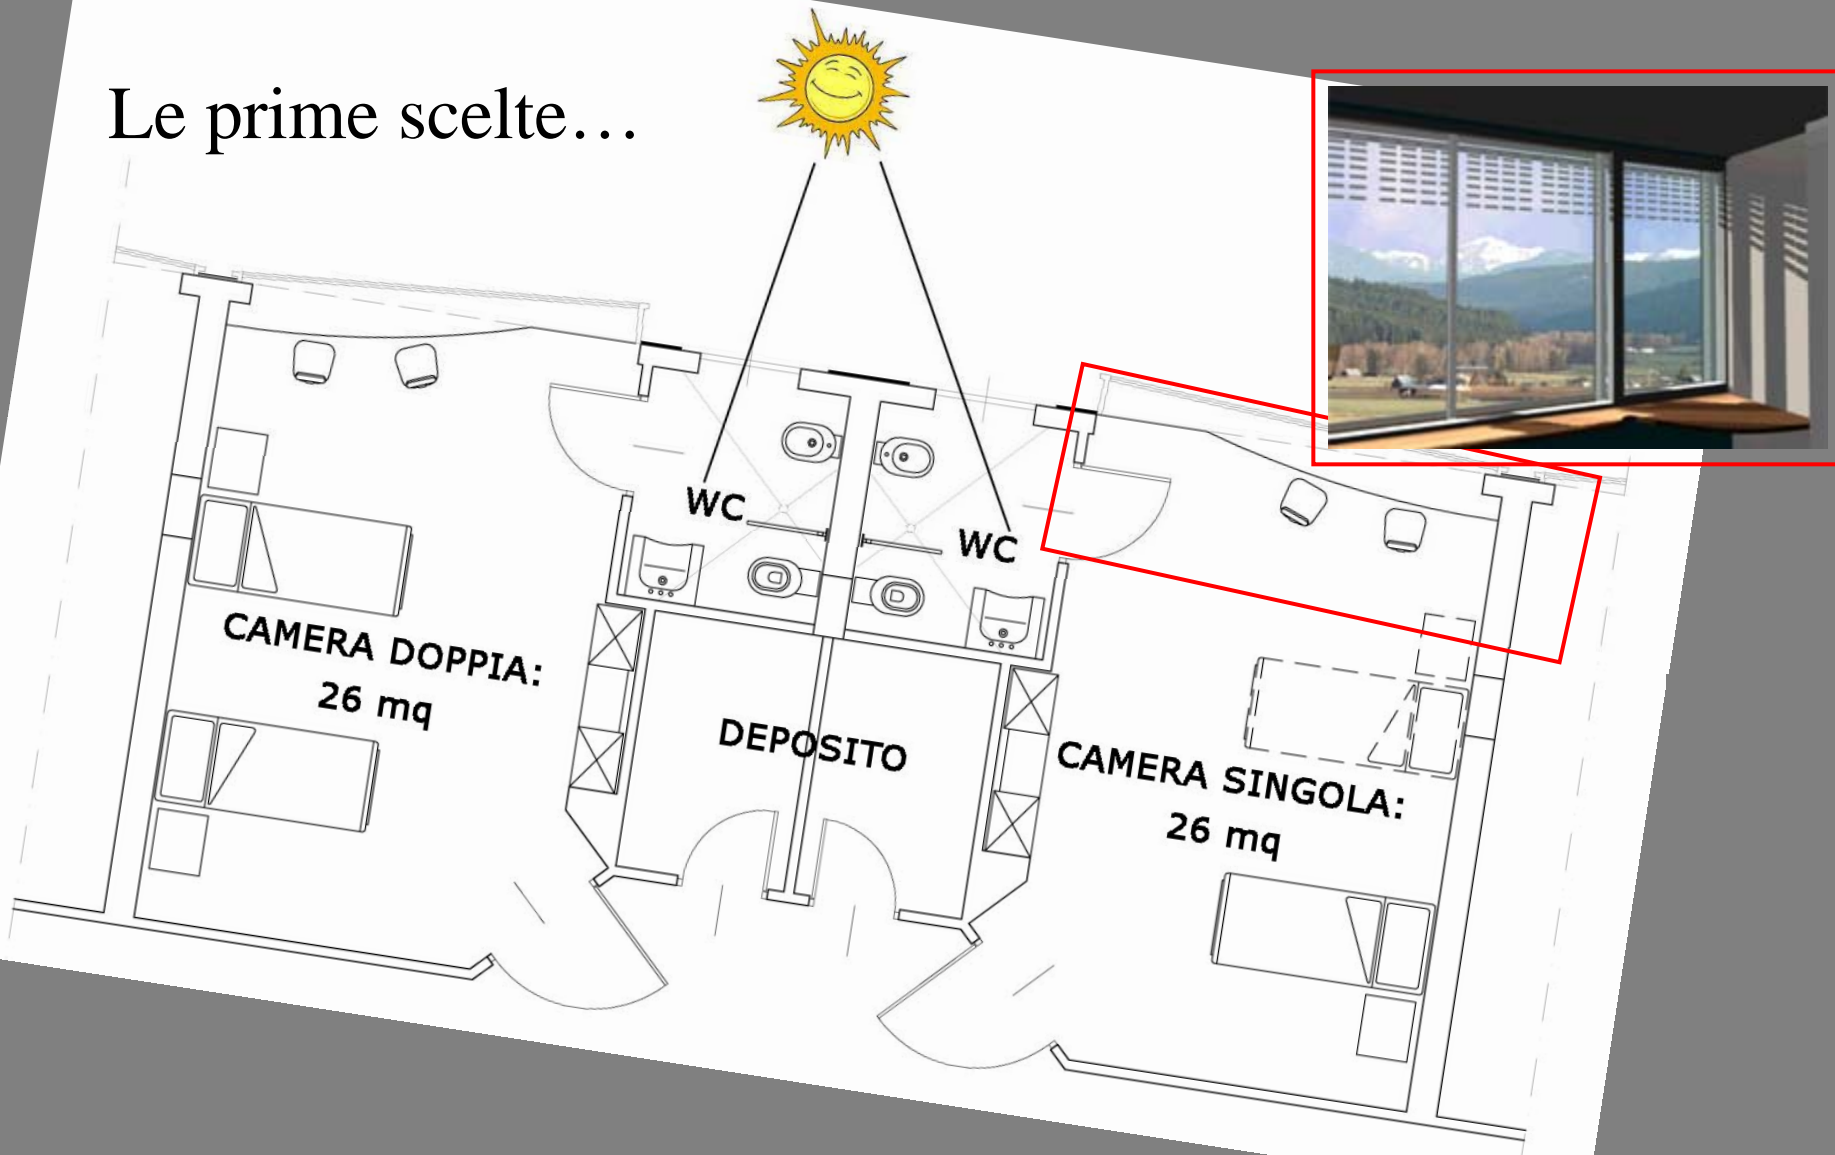 Le prime scelte…
WC
WC
CAMERA DOPPIA:
26 mq
DEPOSITO
CAMERA SINGOLA:
26 mq